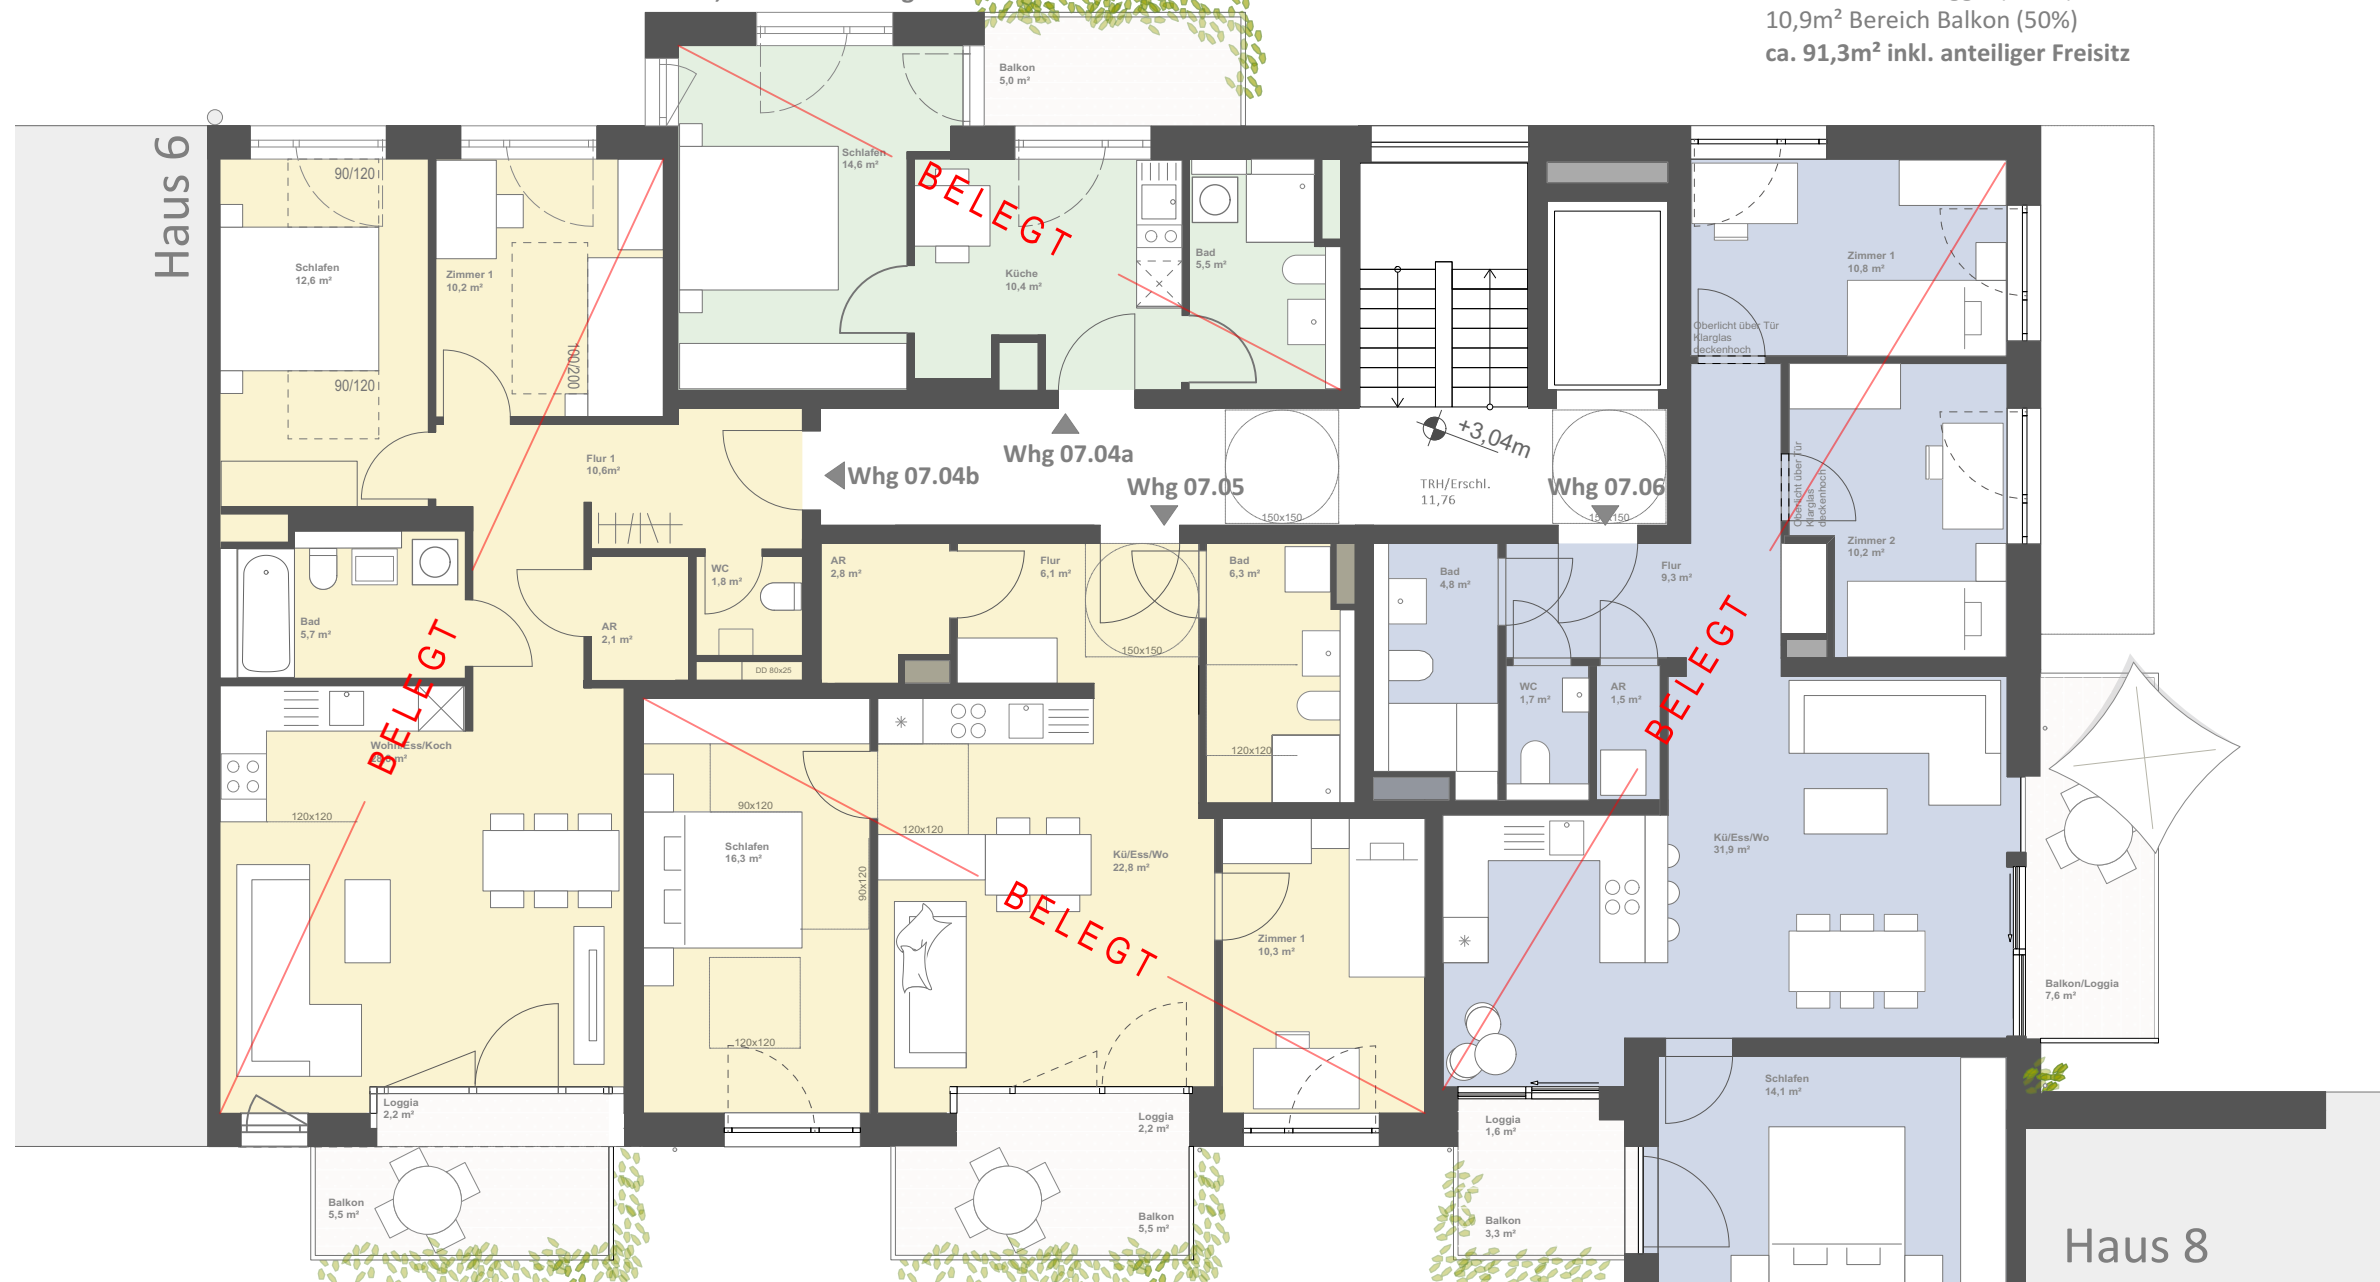 10,9m² Bereich Balkon (50%)
ca. 91,3m² inkl. anteiliger Freisitz
Haus 6
Balkon
5,0 m²
Schlafen
14,6 m²
BELEGT
Küche
10,4 m²
Bad
5,5 m²
90/120
Schlafen
12,6 m²
90/120
Zimmer 1
10,2 m²
100/200
Zimmer 1
10,8 m²
Oberlicht über Tür
Klarglas
deckenhoch
Zimmer 2
10,2 m²
Oberlicht über Tür
Klarglas
deckenhoch
Flur 1
10,6m²
Whg 07.04b
Whg 07.04a
Whg 07.05
Whg 07.06
+3,04m
TRH/Erschl.
11,76
150x150
150x150
Bad
5,7 m²
AR
2,1 m²
WC
1,8 m²
DD 80x25
AR
2,8 m²
Flur
6,1 m²
150x150
Bad
6,3 m²
120x120
Bad
4,8 m²
Flur
9,3 m²
WC
1,7 m²
AR
1,5 m²
BELEGT
BELEGT
Wohn/Ess/Koch
120x120
Schlafen
16,3 m²
90x120
90x120
120x120
120x120
Kü/Ess/Wo
22,8 m²
BELEGT
Zimmer 1
10,3 m²
Kü/Ess/Wo
31,9 m²
Balkon/Loggia
7,6 m²
Schlafen
14,1 m²
Loggia
2,2 m²
Balkon
5,5 m²
Loggia
2,2 m²
Balkon
5,5 m²
Loggia
1,6 m²
Balkon
3,3 m²
Haus 8